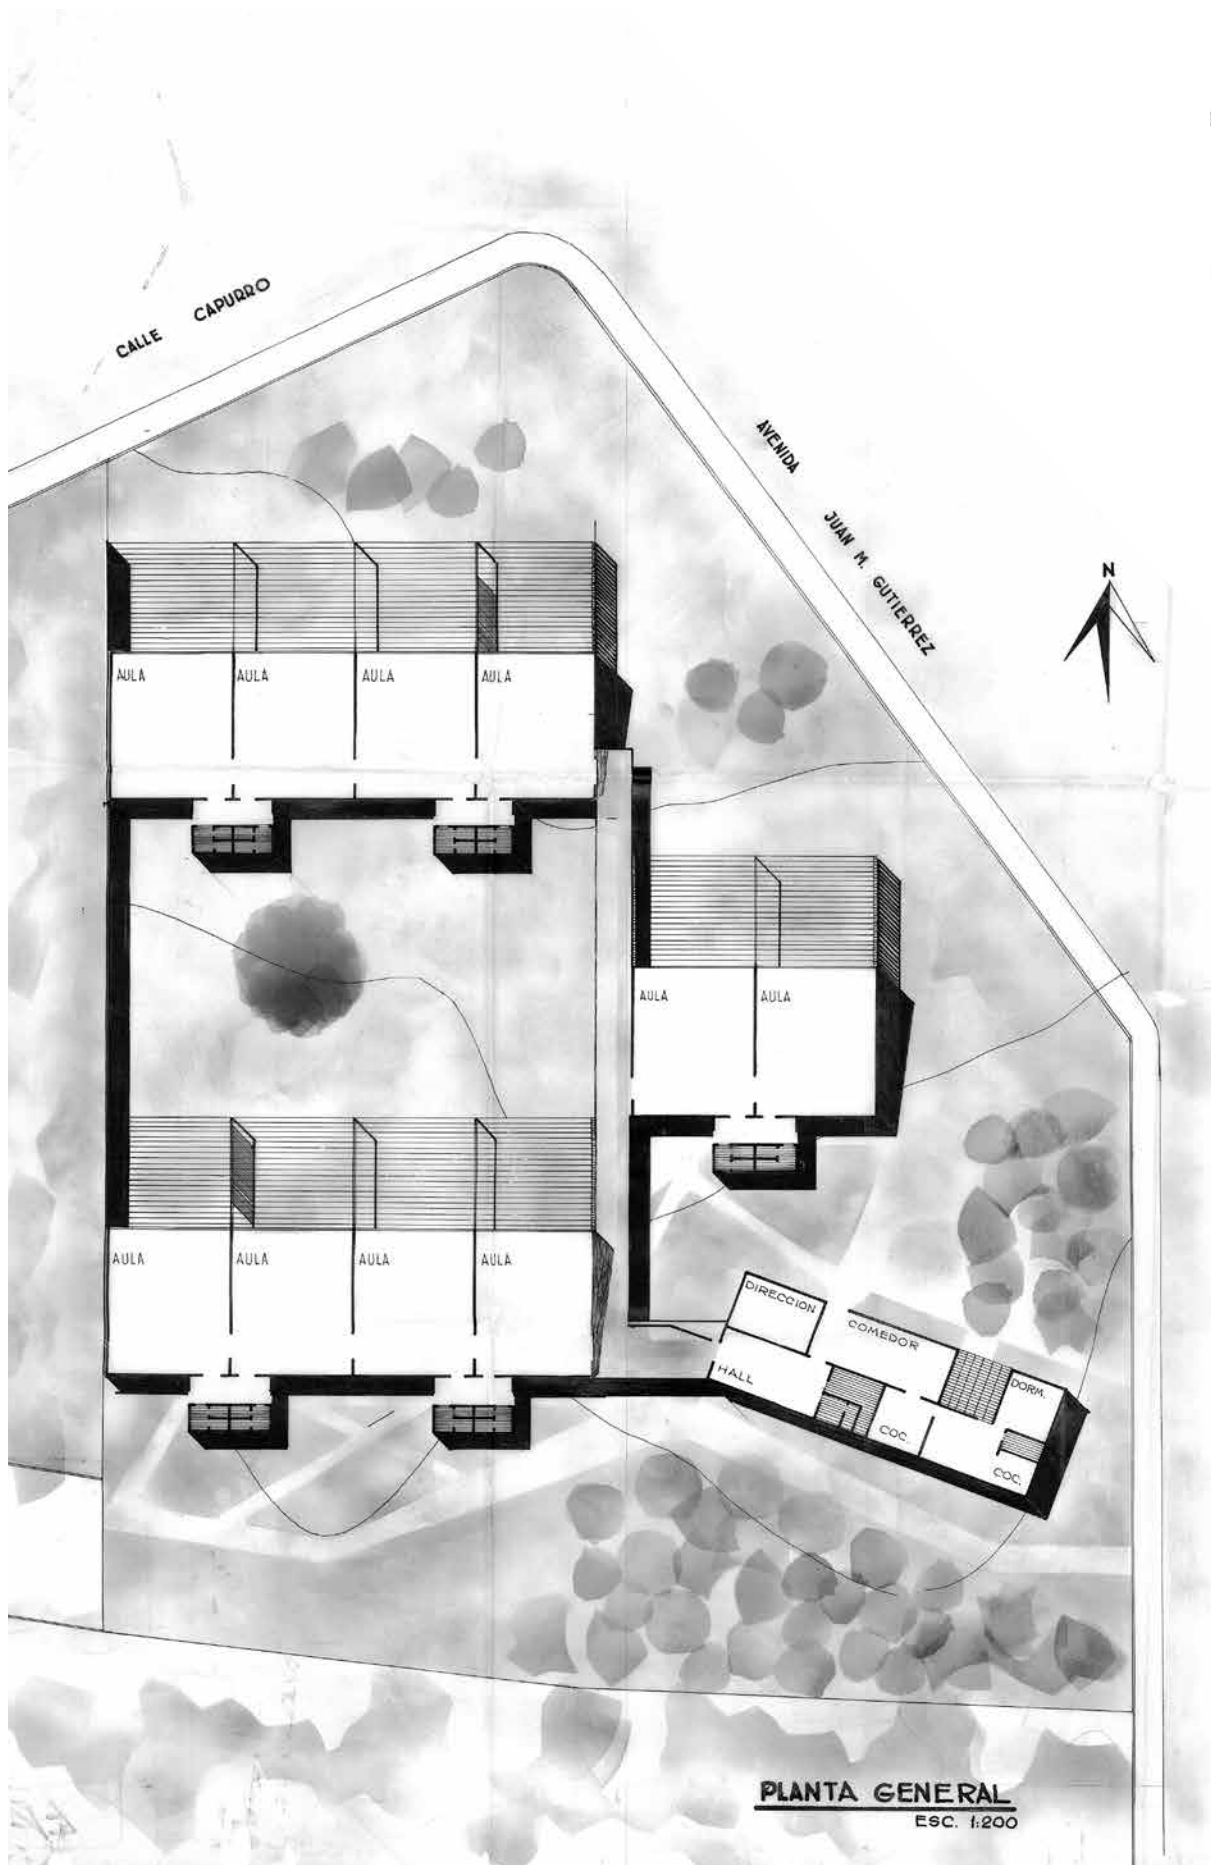 CALLE CAPURRO
AVENIDA JUAN M. GUTIERREZ
N
AULA AULA AULA AULA
AULA AULA
AULA AULA AULA AULA
DIRECCION
COMEDOR
HALL
DORM.
COC.
COC.
PLANTA GENERAL
ESC. 1:200